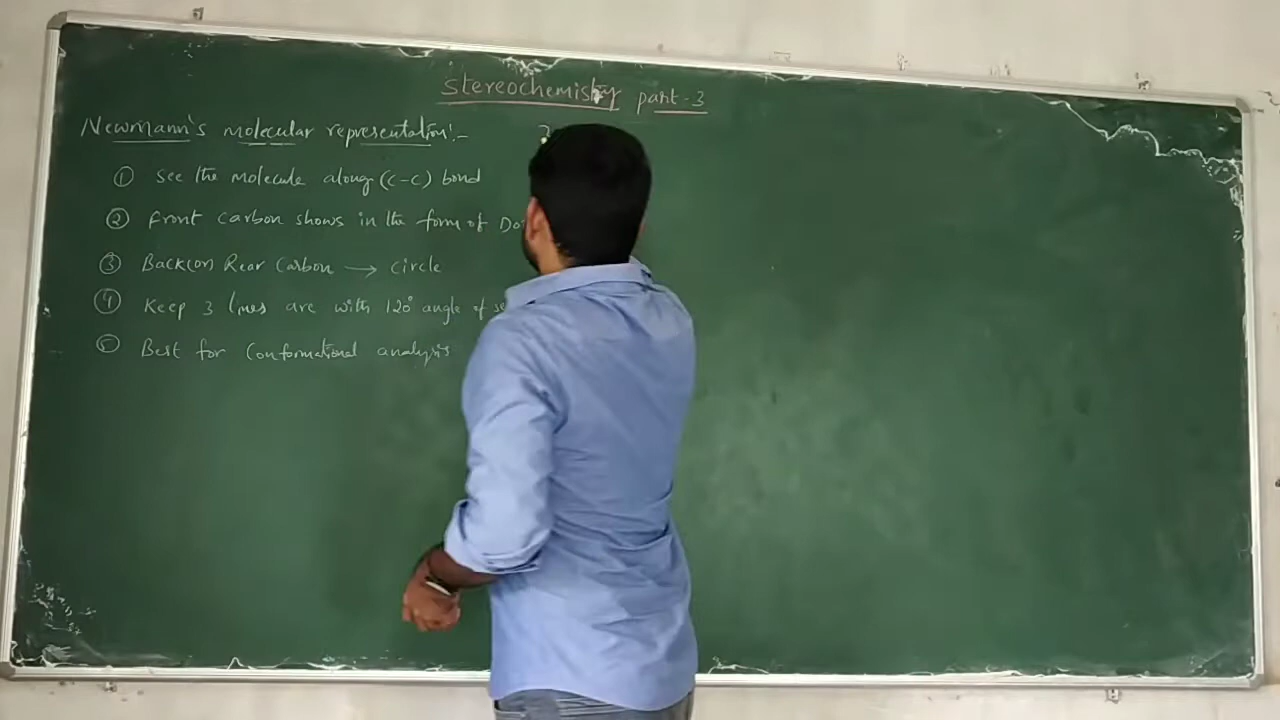 Stereochemistry part-3
Newmann's molecular representation:-
① See the molecule along (C-C) bond
② Front carbon shows in the form of
③ Rear Carbon → circle
④ Keep 3 lines are with 120° angle of
⑤ Best for Conformational analysis